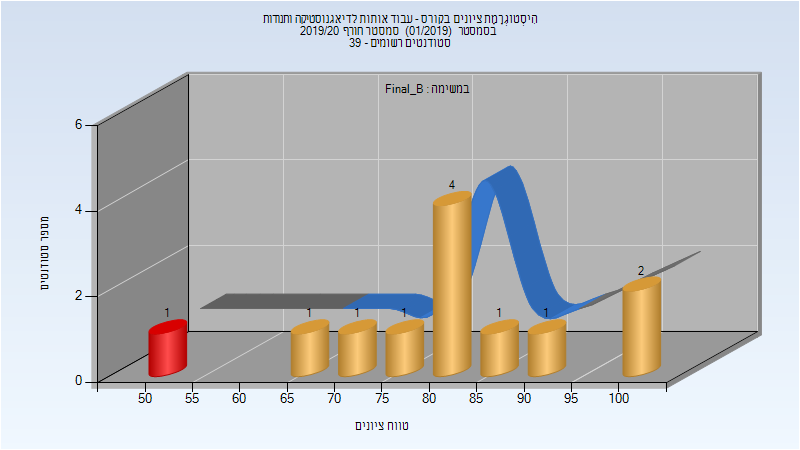 היסטוגרמת ציונים בקורס - עבוד אותות לדיאגנוסטיקה ותנודות
בסמסטר (01/2019) סמסטר חורף 2019/20
סטודנטים רשומים - 39
במשימה : Final_B
מספר סטודנטים
6
4
2
0
1
1
1
1
4
1
1
2
50 55 60 65 70 75 80 85 90 95 100
טווח ציונים